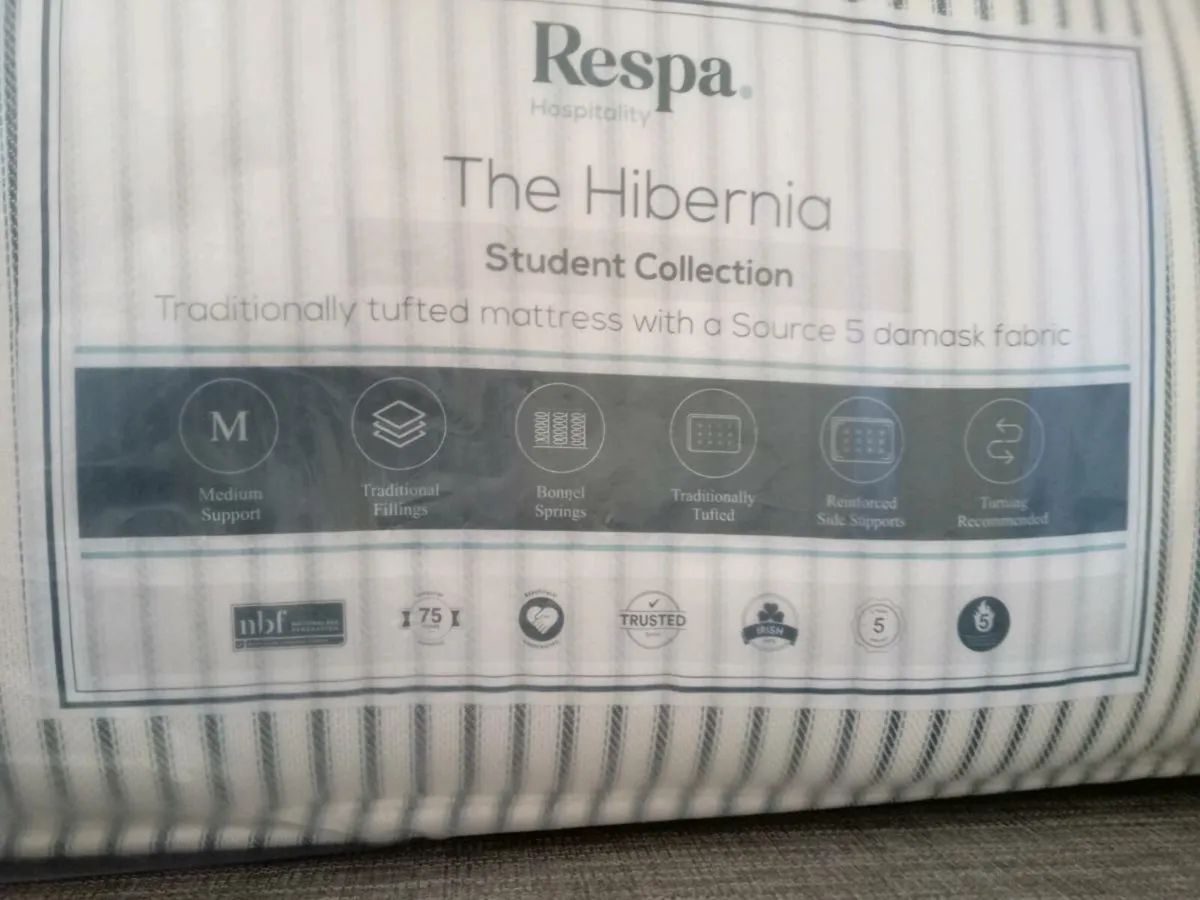 Respa.
Hospitality
The Hibernia
Student Collection
Traditionally tufted mattress with a Source 5 damask fabric
M
Medium
Support
Traditional
Fillings
Bonnel
Springs
Traditionally
Tufted
Reinforced
Side Supports
Turning
Recommended
nbf
75
TRUSTED
IRISH
5
5